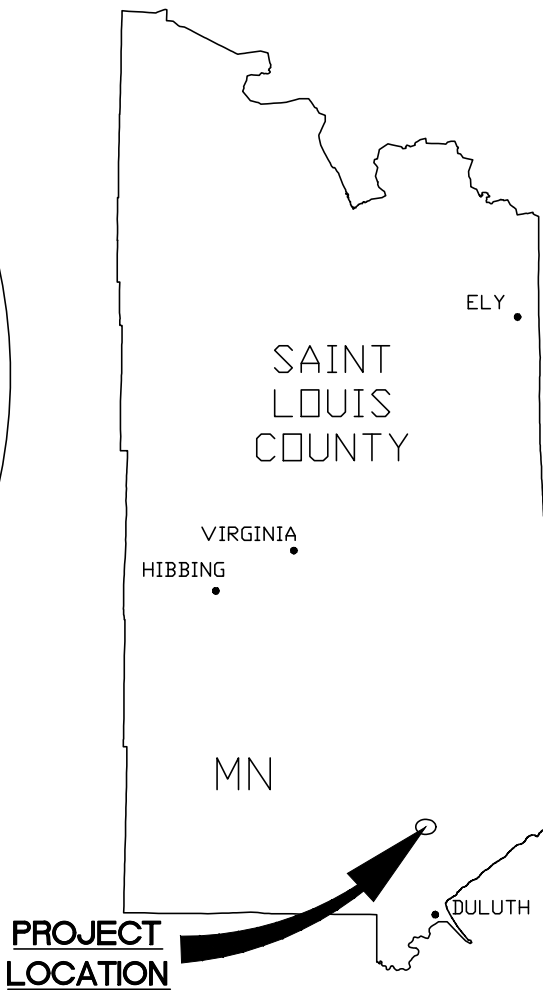 ELY
SAINT
LOUIS
COUNTY
VIRGINIA
HIBBING
MN
DULUTH
PROJECT
LOCATION